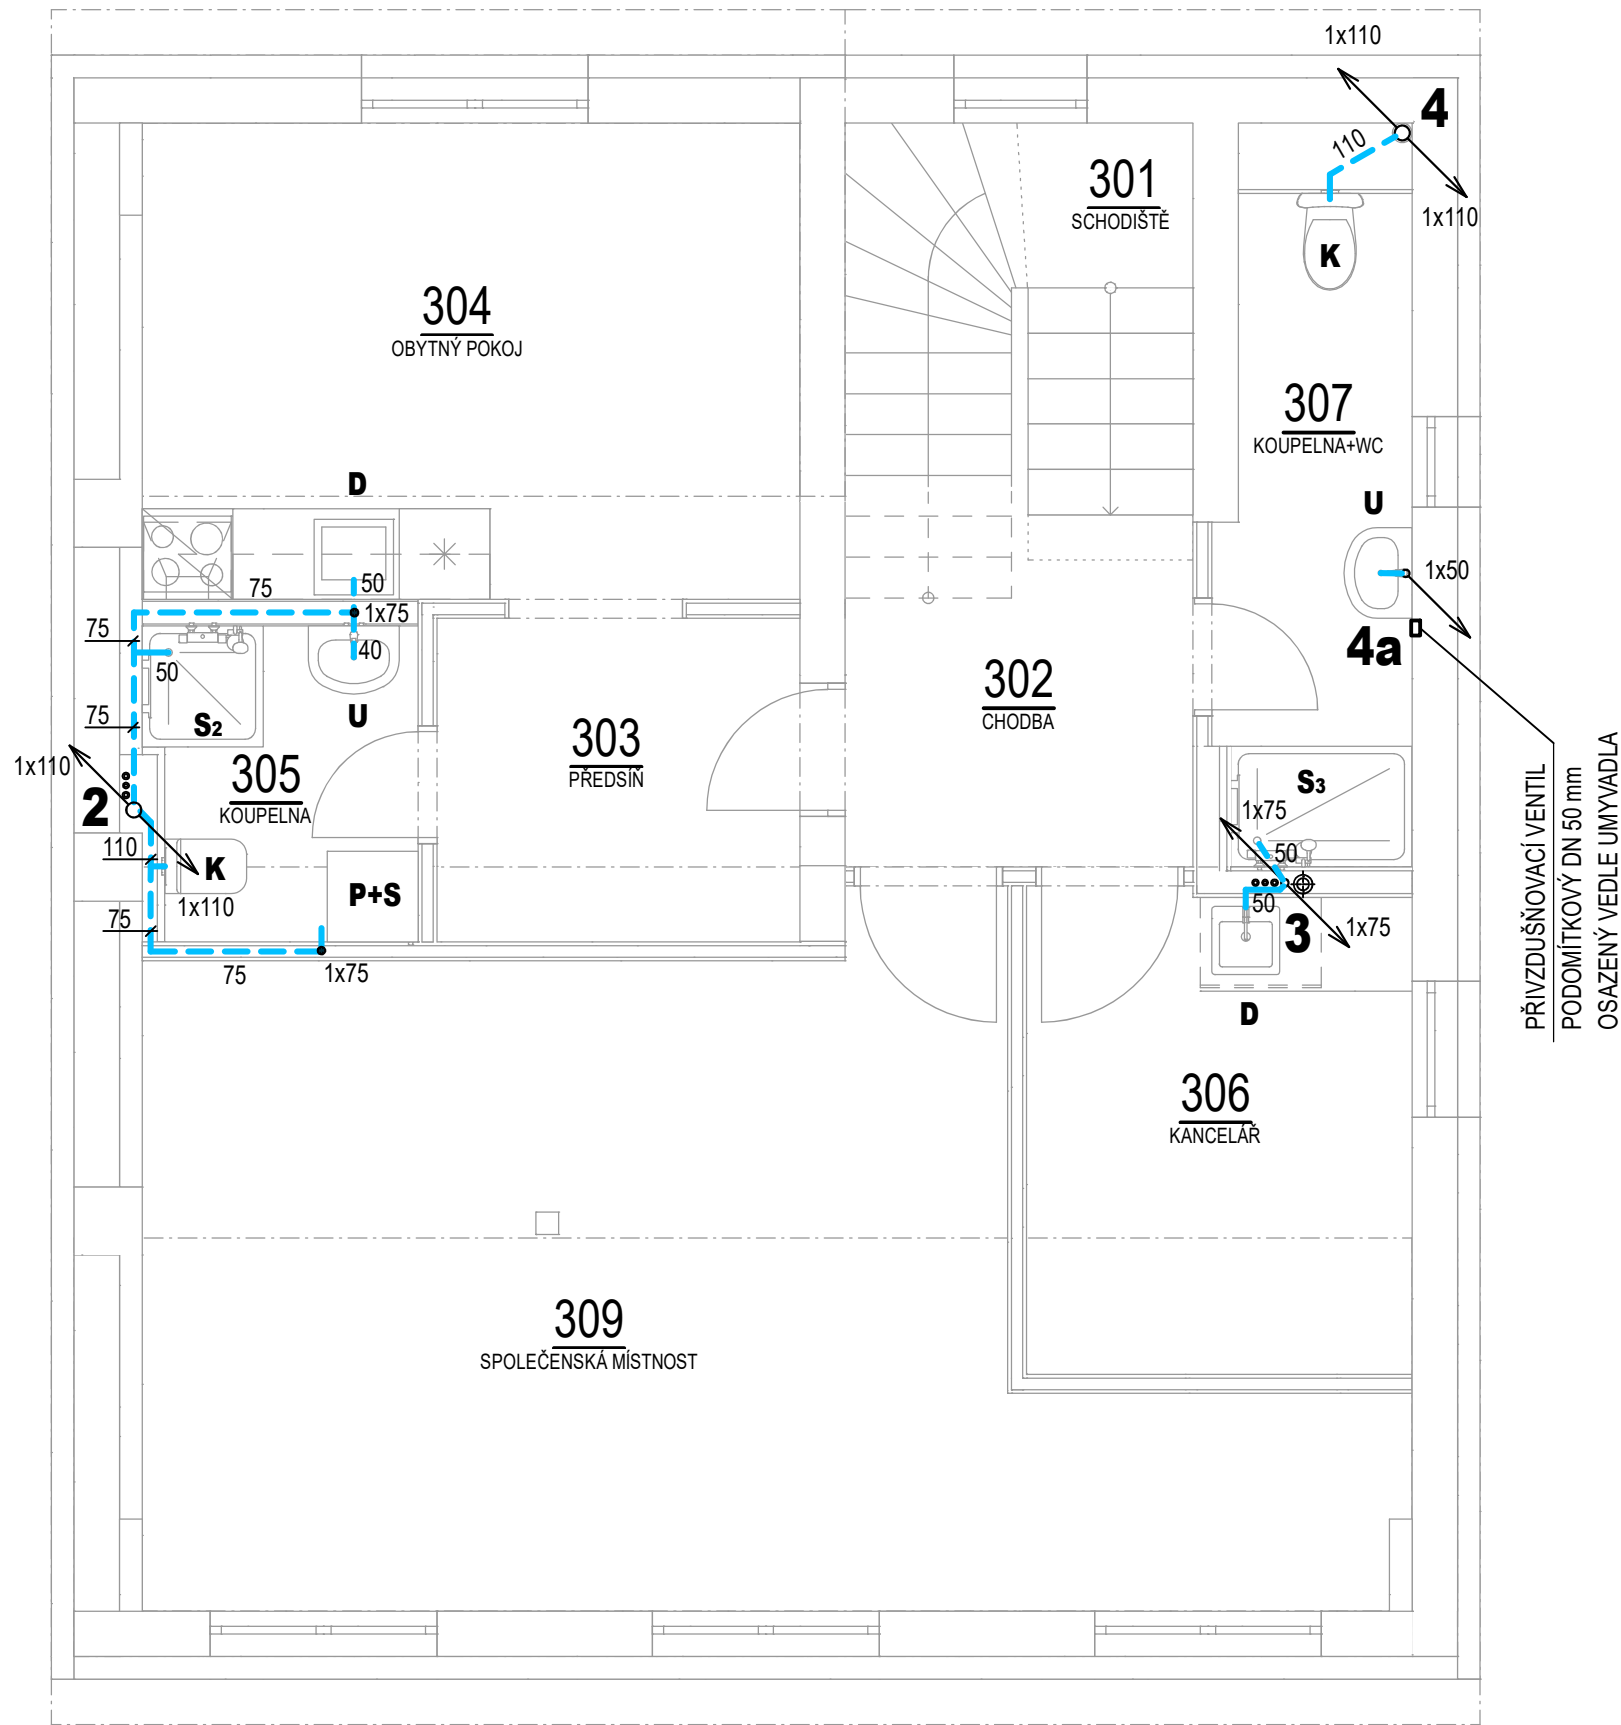 1x110
4
110
1x110
301
SCHODIŠTĚ
K
304
OBYTNÝ POKOJ
307
KOUPELNA+WC
D
U
75
50
1x75
1x50
75
40
50
4a
302
CHODBA
75
S2
U
303
PŘEDSÍŇ
1x110
305
KOUPELNA
2
S3
1x75
110
K
50
P+S
1x110
50
75
3
1x75
75
1x75
D
PŘIVZDUŠŇOVACÍ VENTIL
PODOMÍTKOVÝ DN 50 mm
OSAZENÝ VEDLE UMYVADLA
306
KANCELÁŘ
309
SPOLEČENSKÁ MÍSTNOST